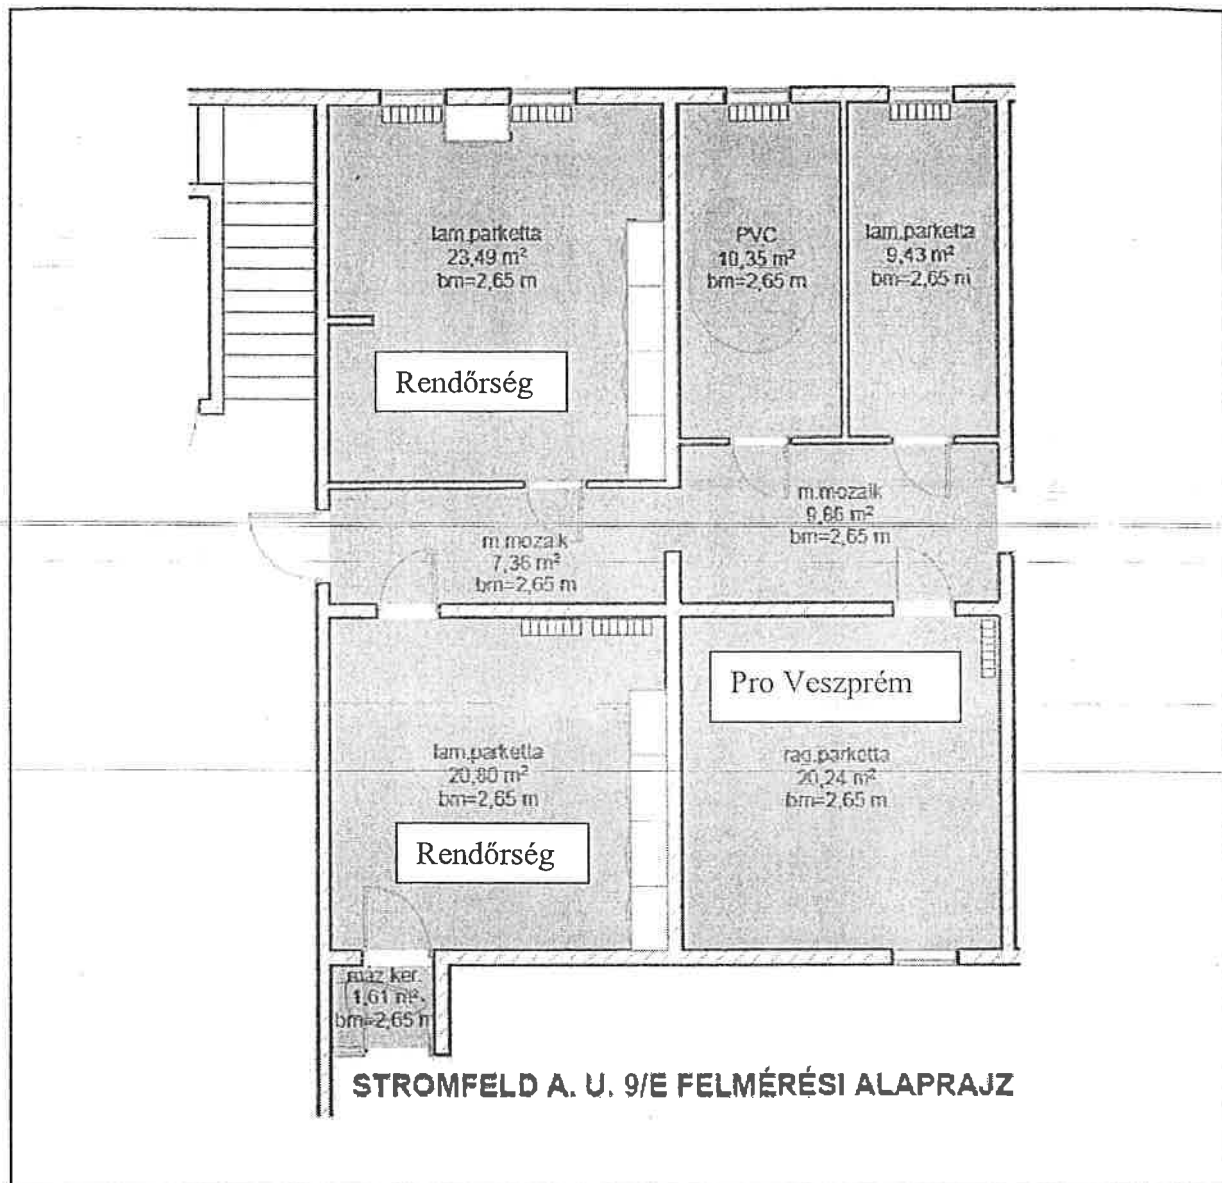 lam.parketta
23,49 m²
bm=2,65 m
Rendőrség
PVC
10,35 m²
bm=2,65 m
lam.parketta
9,43 m²
bm=2,65 m
m.mozaik
9,86 m²
bm=2,65 m
m.mozaik
7,36 m²
bm=2,65 m
lam.parketta
20,80 m²
bm=2,65 m
Rendőrség
Pro Veszprém
rag.parketta
20,24 m²
bm=2,65 m
máz.ker.
1,61 m²
bm=2,65 m
STROMFELD A. U. 9/E FELMÉRÉSI ALAPRAJZ